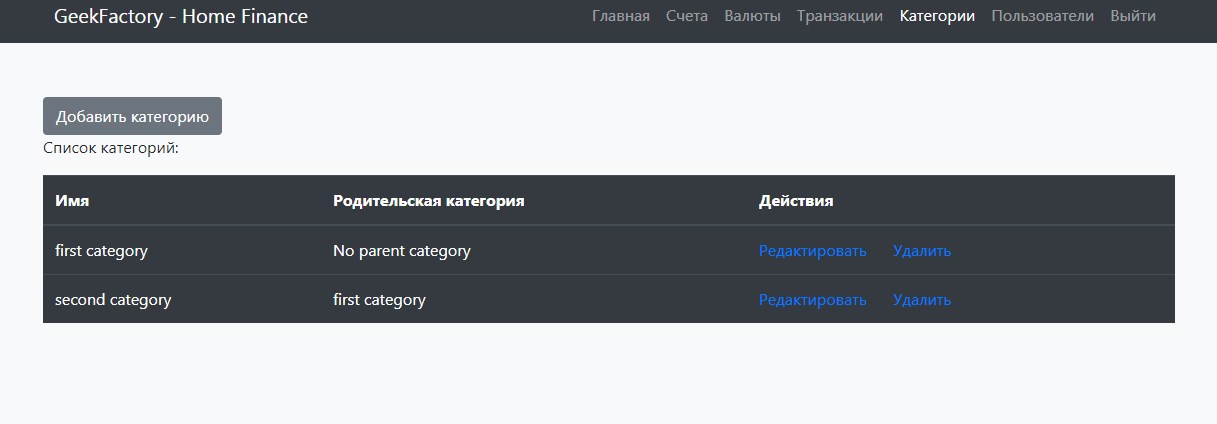 GeekFactory - Home Finance Главная Счета Валюты Транзакции Категории Пользователи Выйти
Добавить категорию
Список категорий:
Имя Родительская категория Действия
first category No parent category Редактировать Удалить
second category first category Редактировать Удалить